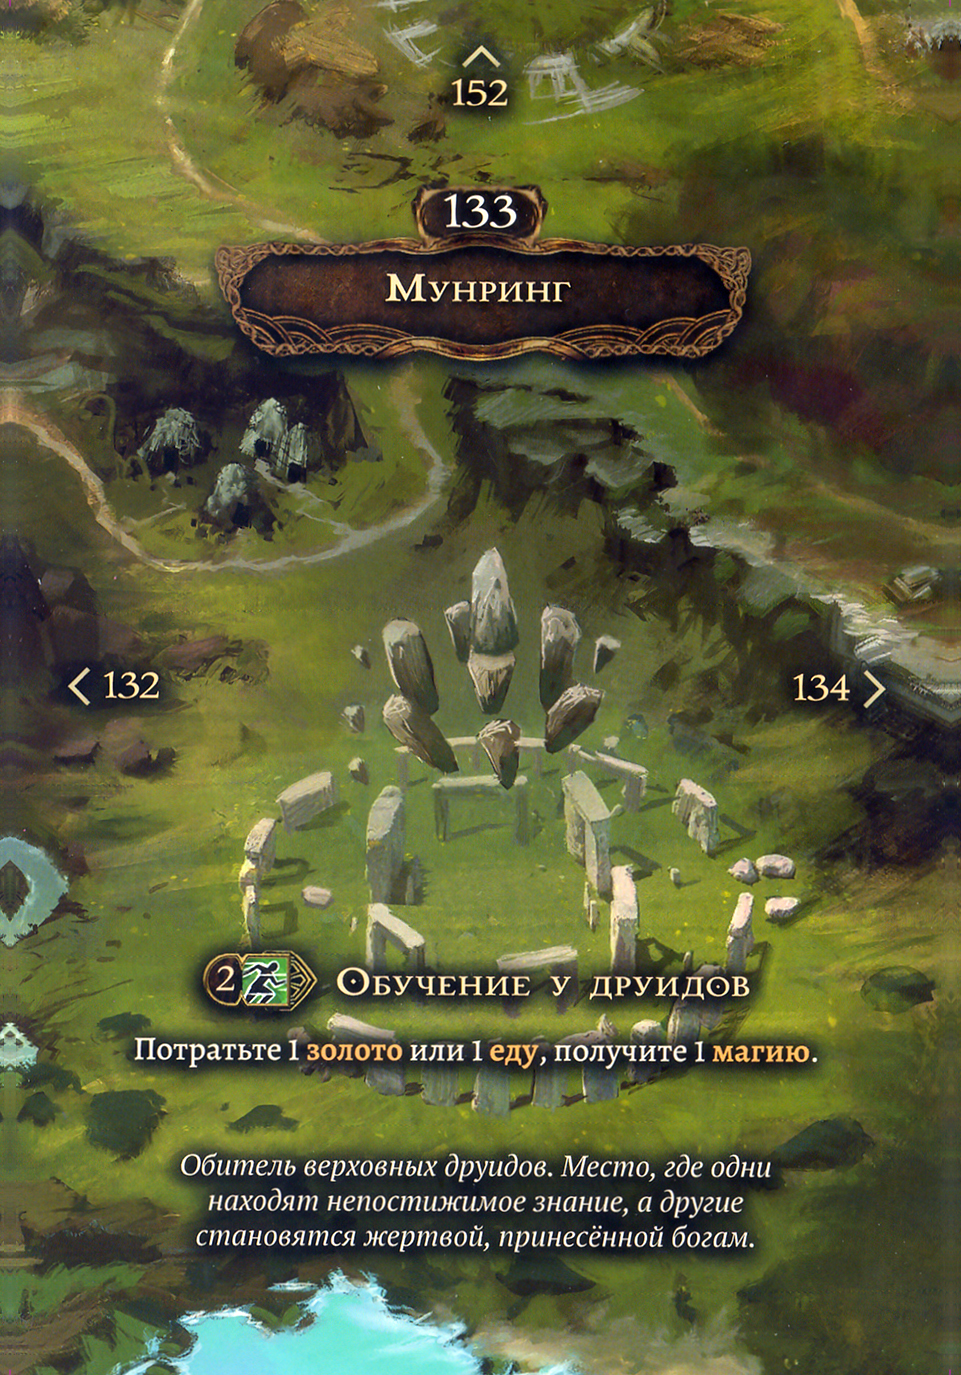 152
133
Мунринг
132
134
2 Обучение у друидов
Потратьте 1 золото или 1 еду, получите 1 магию.
Обитель верховных друидов. Место, где одни
находят непостижимое знание, а другие
становятся жертвой, принесённой богам.